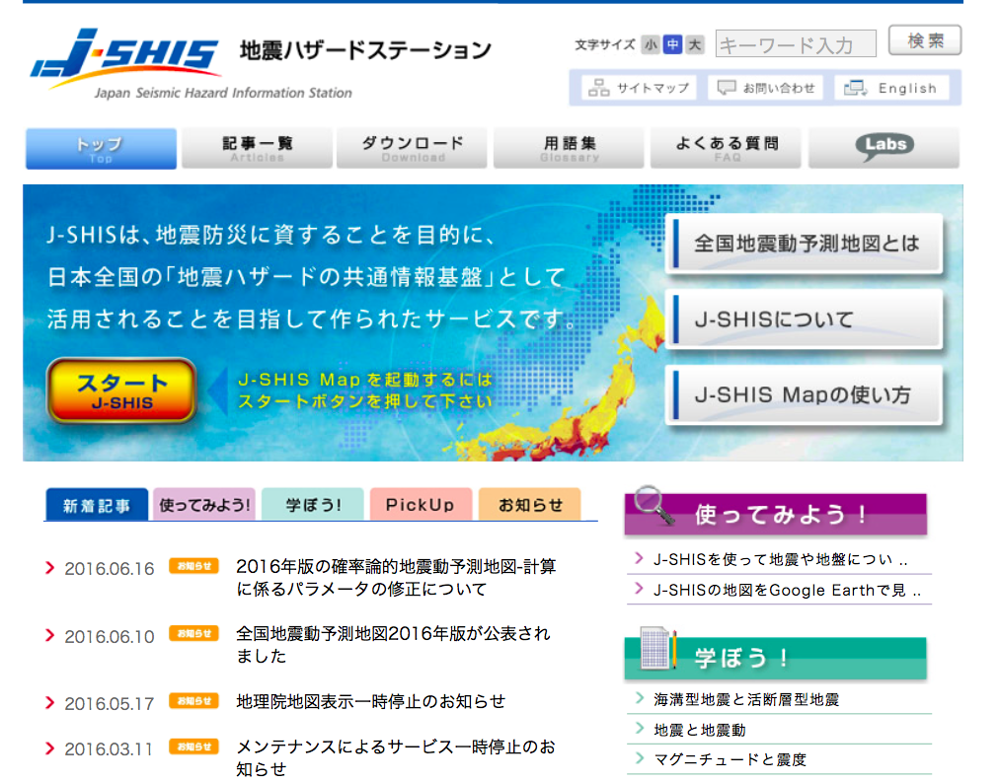 J-SHIS 地震ハザードステーション
Japan Seismic Hazard Information Station
文字サイズ 小 中 大 キーワード入力 検索
サイトマップ お問い合わせ English
トップ 記事一覧 ダウンロード 用語集 よくある質問 Labs
Top Articles Download Glossary FAQ
J-SHISは、地震防災に資することを目的に、
日本全国の「地震ハザードの共通情報基盤」として
活用されることを目指して作られたサービスです。
スタート
J-SHIS
J-SHIS Mapを起動するには
スタートボタンを押して下さい
全国地震動予測地図とは
J-SHISについて
J-SHIS Mapの使い方
新着記事 使ってみよう! 学ぼう! PickUp お知らせ
2016.06.16 お知らせ 2016年版の確率論的地震動予測地図-計算
に係るパラメータの修正について
2016.06.10 お知らせ 全国地震動予測地図2016年版が公表され
ました
2016.05.17 お知らせ 地理院地図表示一時停止のお知らせ
2016.03.11 お知らせ メンテナンスによるサービス一時停止のお
知らせ
使ってみよう！
J-SHISを使って地震や地盤につい ..
J-SHISの地図をGoogle Earthで見 ..
学ぼう！
海溝型地震と活断層型地震
地震と地震動
マグニチュードと震度